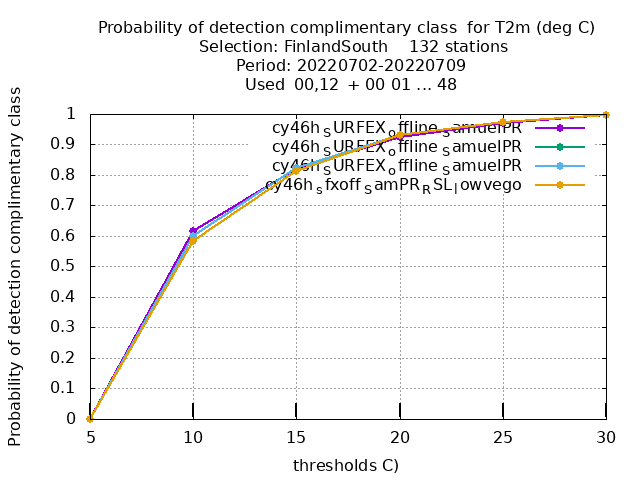 Probability of detection complimentary class  for T2m (deg C)
Selection: FinlandSouth    132 stations
Period: 20220702-20220709
Used  00,12  + 00 01 ... 48
Probability of detection complimentary class
1
0.9
0.8
0.7
0.6
0.5
0.4
0.3
0.2
0.1
0
cy46h_SURFEX_offline_SamuelPR
cy46h_SURFEX_offline_SamuelPR
cy46h_SURFEX_offline_SamuelPR
cy46h_sfxoff_SamPR_RSL_lowvego
5 10 15 20 25 30
thresholds C)